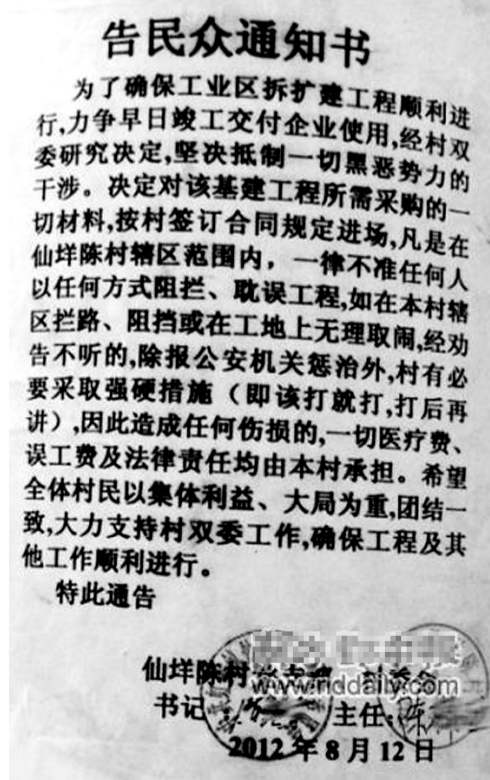 告民众通知书
为了确保工业区拆扩建工程顺利进
行,力争早日竣工交付企业使用,经村双
委研究决定,坚决抵制一切黑恶势力的
干涉。决定对该基建工程所需采购的一
切材料,按村签订合同规定进场,凡是在
仙垟陈村辖区范围内，一律不准任何人
以任何方式阻拦、耽误工程,如在本村辖
区拦路、阻挡或在工地上无理取闹,经劝
告不听的,除报公安机关惩治外,村有必
要采取强硬措施（即该打就打,打后再
讲）,因此造成任何伤损的,一切医疗费、
误工费及法律责任均由本村承担。希望
全体村民以集体利益、大局为重,团结一
致,大力支持村双委工作,确保工程及其
他工作顺利进行。
特此通告
仙垟陈村
www.rddaily.com
书记 主任:陈
2012年8月12日